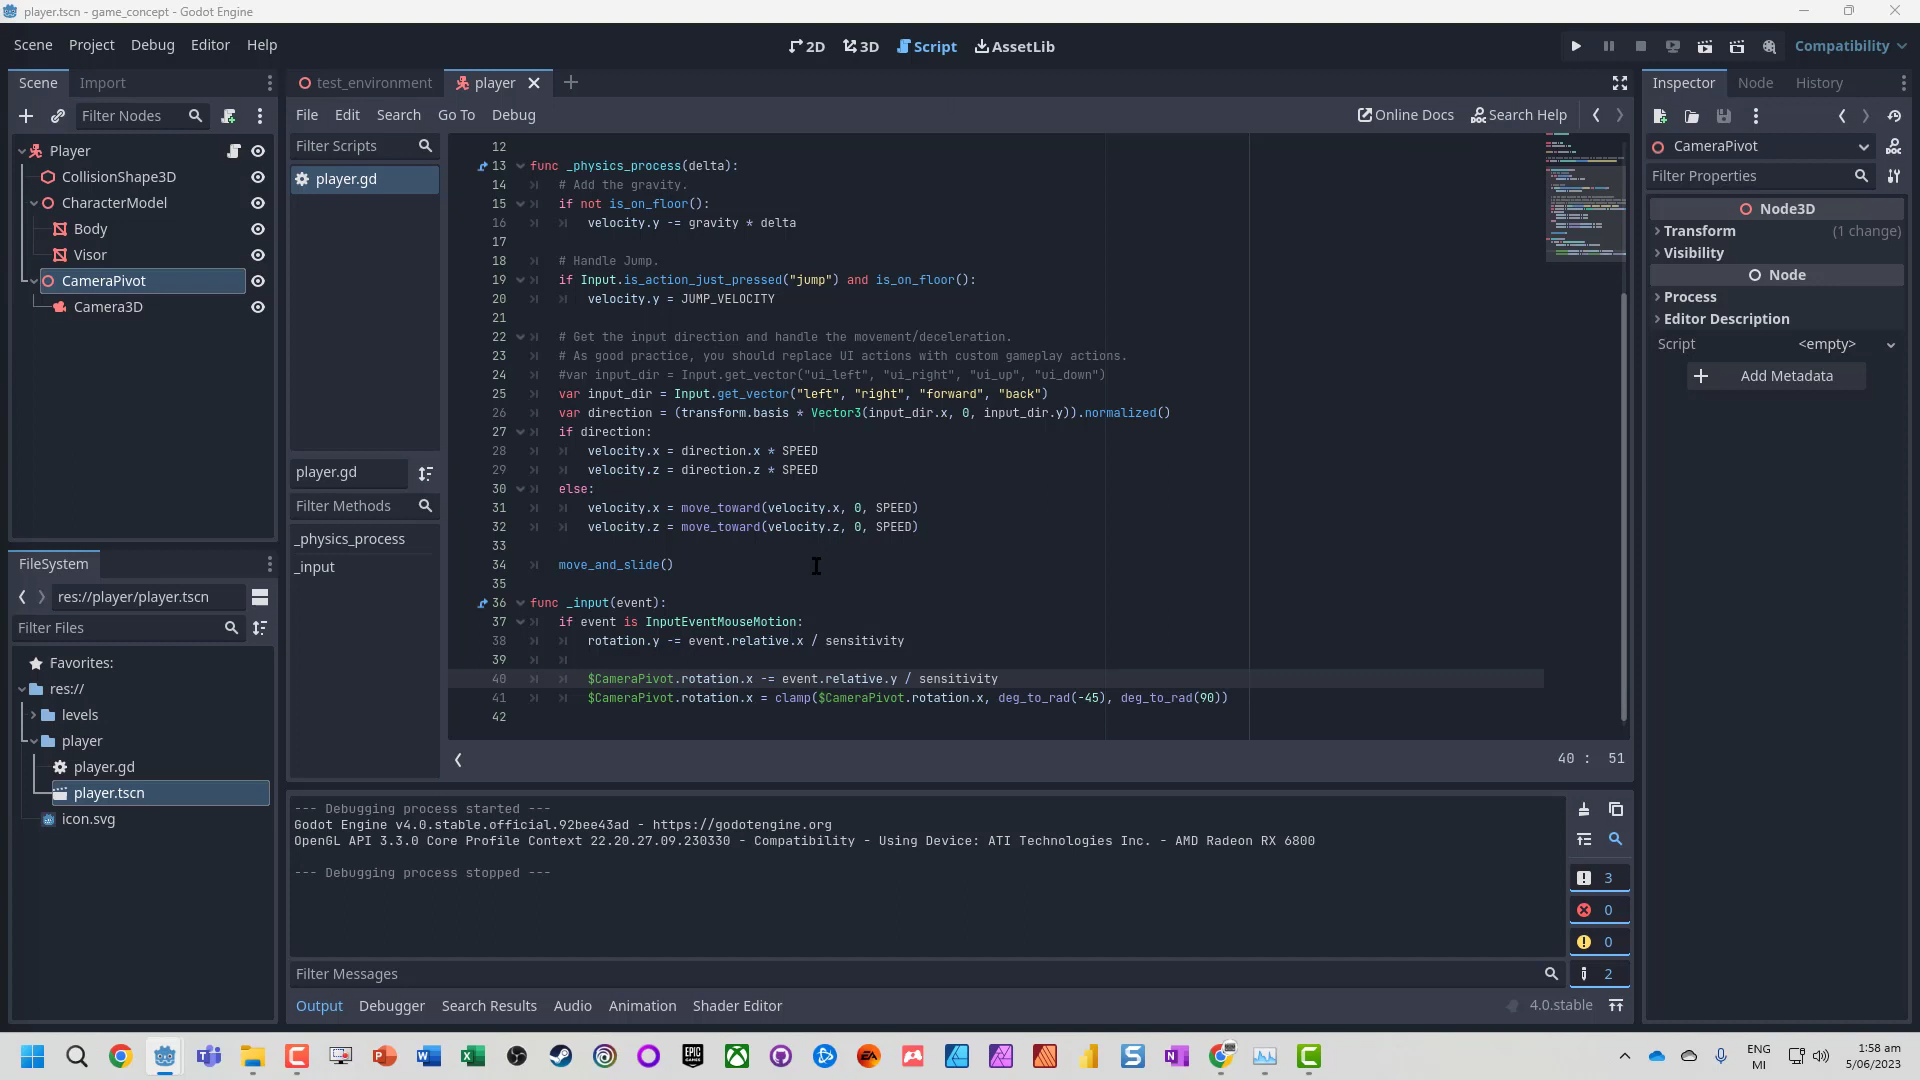 player.tscn - game_concept - Godot Engine
Scene Project Debug Editor Help
2D 3D Script AssetLib
Compatibility
Scene Import
Filter Nodes
Player
CollisionShape3D
CharacterModel
Body
Visor
CameraPivot
Camera3D
FileSystem
res://player/player.tscn
Filter Files
Favorites:
res://
levels
player
player.gd
player.tscn
icon.svg
test_environment player
File Edit Search Go To Debug
Online Docs Search Help
Filter Scripts
player.gd
player.gd
Filter Methods
_physics_process
_input
12
13 func _physics_process(delta):
14 # Add the gravity.
15 if not is_on_floor():
16 velocity.y -= gravity * delta
17
18 # Handle Jump.
19 if Input.is_action_just_pressed("jump") and is_on_floor():
20 velocity.y = JUMP_VELOCITY
21
22 # Get the input direction and handle the movement/deceleration.
23 # As good practice, you should replace UI actions with custom gameplay actions.
24 #var input_dir = Input.get_vector("ui_left", "ui_right", "ui_up", "ui_down")
25 var input_dir = Input.get_vector("left", "right", "forward", "back")
26 var direction = (transform.basis * Vector3(input_dir.x, 0, input_dir.y)).normalized()
27 if direction:
28 velocity.x = direction.x * SPEED
29 velocity.z = direction.z * SPEED
30 else:
31 velocity.x = move_toward(velocity.x, 0, SPEED)
32 velocity.z = move_toward(velocity.z, 0, SPEED)
33
34 move_and_slide()
35
36 func _input(event):
37 if event is InputEventMouseMotion:
38 rotation.y -= event.relative.x / sensitivity
39
40 $CameraPivot.rotation.x -= event.relative.y / sensitivity
41 $CameraPivot.rotation.x = clamp($CameraPivot.rotation.x, deg_to_rad(-45), deg_to_rad(90))
42
40 : 51
--- Debugging process started ---
Godot Engine v4.0.stable.official.92bee43ad - https://godotengine.org
OpenGL API 3.3.0 Core Profile Context 22.20.27.09.230330 - Compatibility - Using Device: ATI Technologies Inc. - AMD Radeon RX 6800
--- Debugging process stopped ---
3
0
0
2
Filter Messages
Output Debugger Search Results Audio Animation Shader Editor
4.0.stable
Inspector Node History
CameraPivot
Filter Properties
Node3D
Transform (1 change)
Visibility
Node
Process
Editor Description
Script <empty>
Add Metadata
ENG
MI
1:58 am
5/06/2023